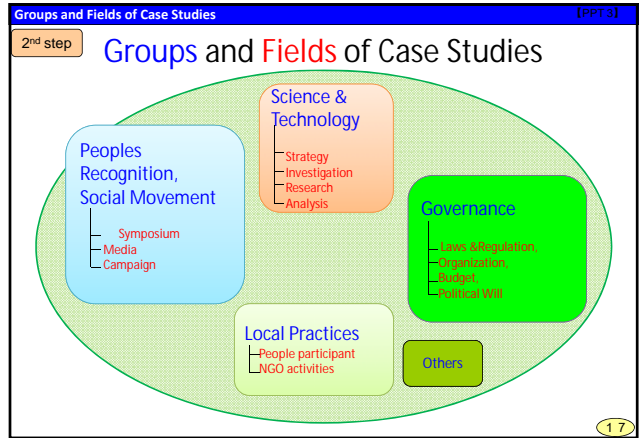 Groups and Fields of Case Studies
【PPT 3】
2nd step
Groups and Fields of Case Studies
Science &
Technology
Strategy
Investigation
Research
Analysis
Peoples
Recognition,
Social Movement
Symposium
Media
Campaign
Governance
Laws &Regulation,
Organization,
Budget,
Political Will
Local Practices
People participant
NGO activities
Others
1 7